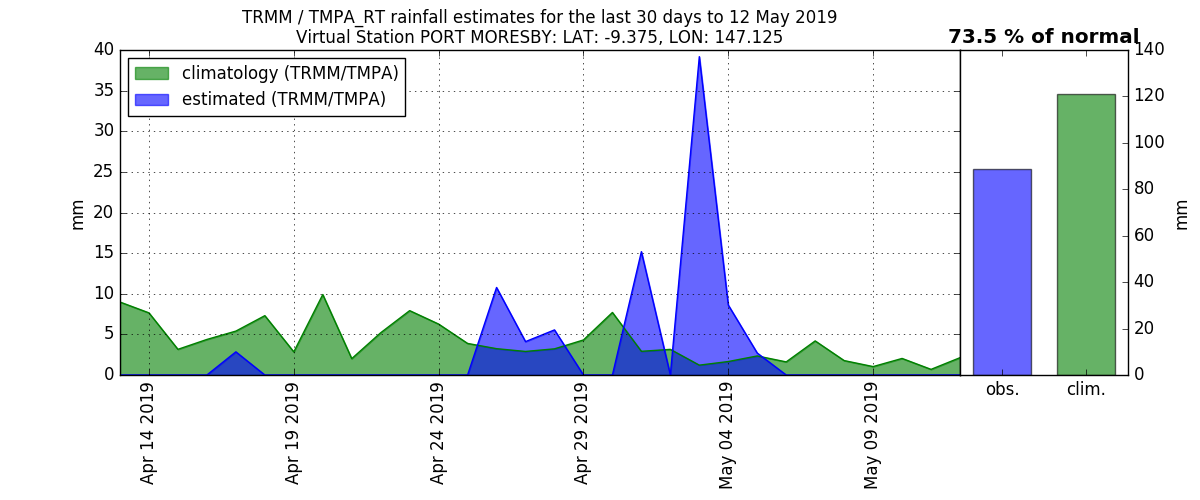 TRMM / TMPA_RT rainfall estimates for the last 30 days to 12 May 2019
Virtual Station PORT MORESBY: LAT: -9.375, LON: 147.125
73.5 % of normal
climatology (TRMM/TMPA)
estimated (TRMM/TMPA)
40
35
30
25
20
15
10
5
0
mm
Apr 14 2019
Apr 19 2019
Apr 24 2019
Apr 29 2019
May 04 2019
May 09 2019
obs.
clim.
140
120
100
80
60
40
20
0
mm